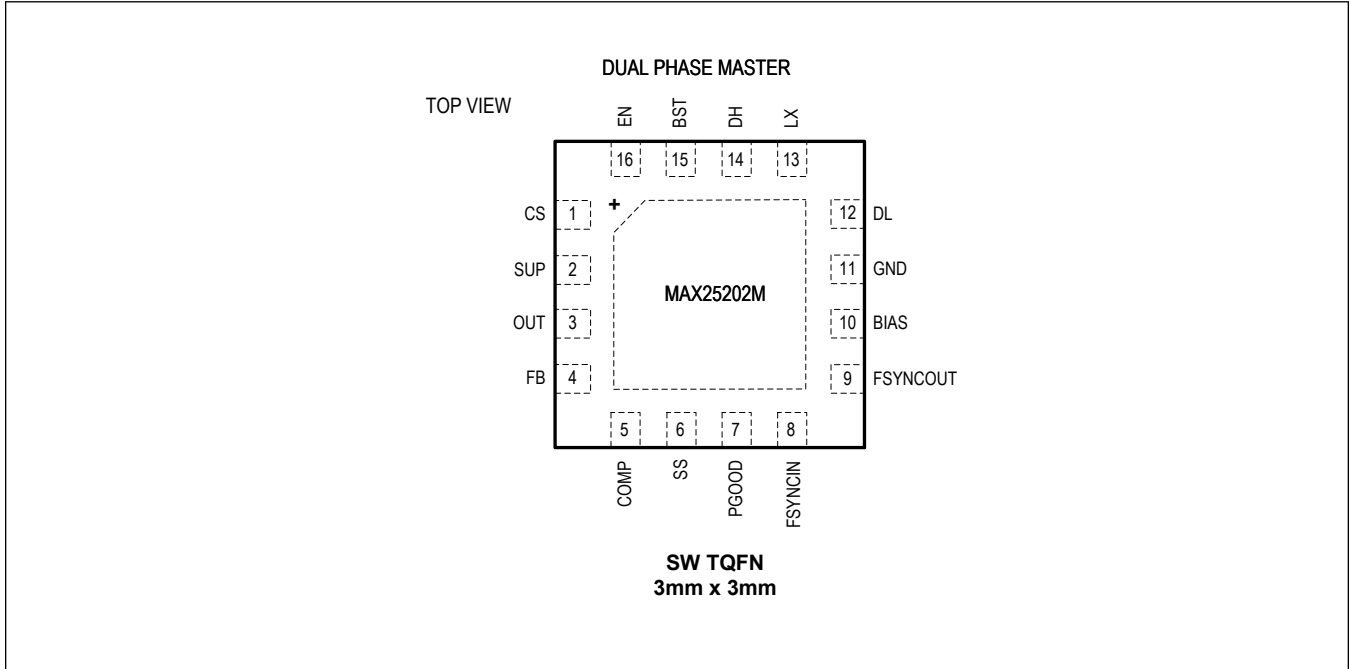 DUAL PHASE MASTER
TOP VIEW
EN
BST
DH
LX
16
15
14
13
+
CS 1
12 DL
SUP 2
11 GND
MAX25202M
OUT 3
10 BIAS
FB 4
9 FSYNCOUT
5
6
7
8
COMP
SS
PGOOD
FSYNCIN
SW TQFN
3mm x 3mm